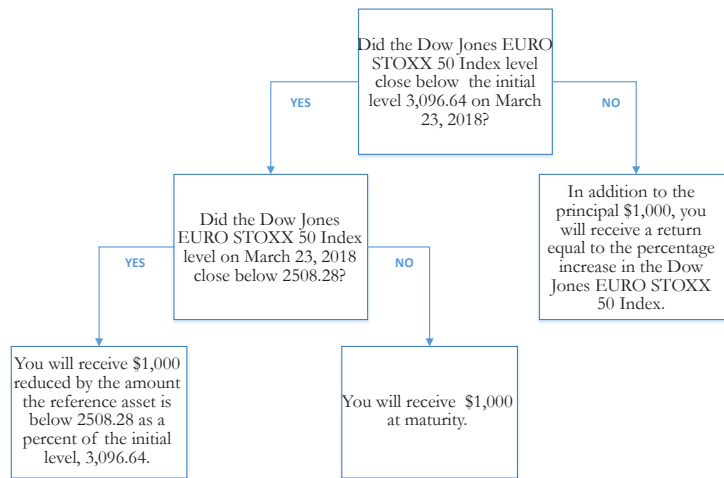 Did the Dow Jones EURO
STOXX 50 Index level
close below the initial
level 3,096.64 on March
23, 2018?
YES
NO
Did the Dow Jones
EURO STOXX 50 Index
level on March 23, 2018
close below 2508.28?
In addition to the
principal $1,000, you
will receive a return
equal to the percentage
increase in the Dow
Jones EURO STOXX
50 Index.
YES
NO
You will receive $1,000
reduced by the amount
the reference asset is
below 2508.28 as a
percent of the initial
level, 3,096.64.
You will receive $1,000
at maturity.